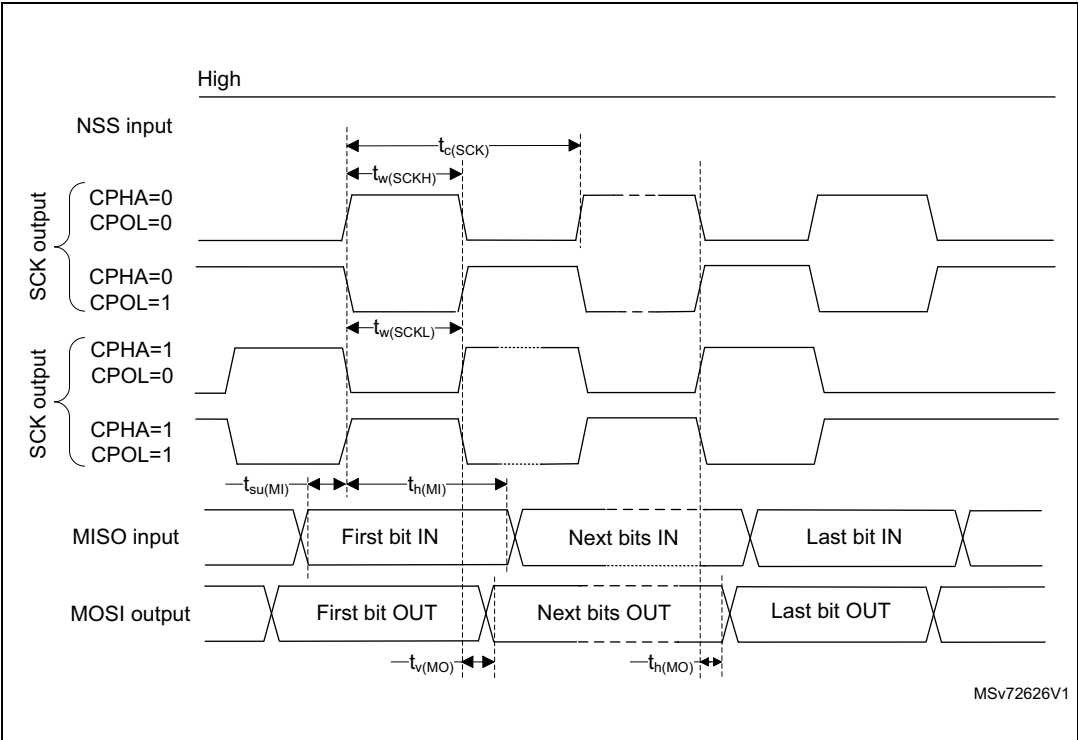 High
NSS input
tc(SCK)
tw(SCKH)
SCK output
CPHA=0
CPOL=0
CPHA=0
CPOL=1
tw(SCKL)
SCK output
CPHA=1
CPOL=0
CPHA=1
CPOL=1
tsu(MI)
th(MI)
MISO input
First bit IN
Next bits IN
Last bit IN
MOSI output
First bit OUT
Next bits OUT
Last bit OUT
tv(MO)
th(MO)
MSv72626V1